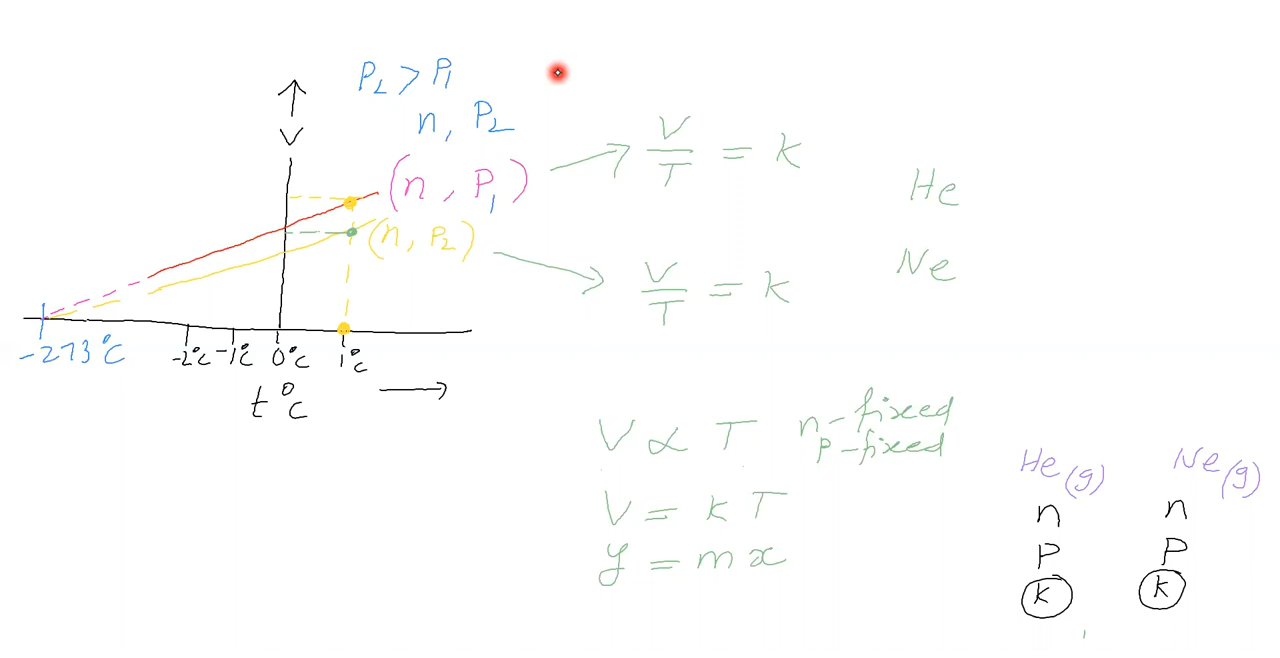 P₂ > P₁
n, P₂
V
(n, P₁)
(n, P₂)
V/T = k
V/T = k
He
Ne
-273°C
-2°C -1°C 0°C 1°C
t°C
V ∝ T n-fixed
p-fixed
V = kT
y = mx
He(g) Ne(g)
n n
P P
k k